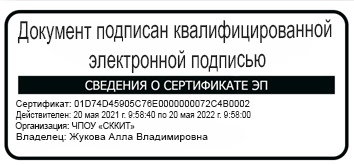 Документ подписан квалифицированной
электронной подписью
СВЕДЕНИЯ О СЕРТИФИКАТЕ ЭП
Сертификат: 01D74D45905C76E0000000072C4B0002
Действителен: 20 мая 2021 г. 9:58:40 по 20 мая 2022 г. 9:58:00
Организация: ЧПОУ «СККИТ»
Владелец: Жукова Алла Владимировна